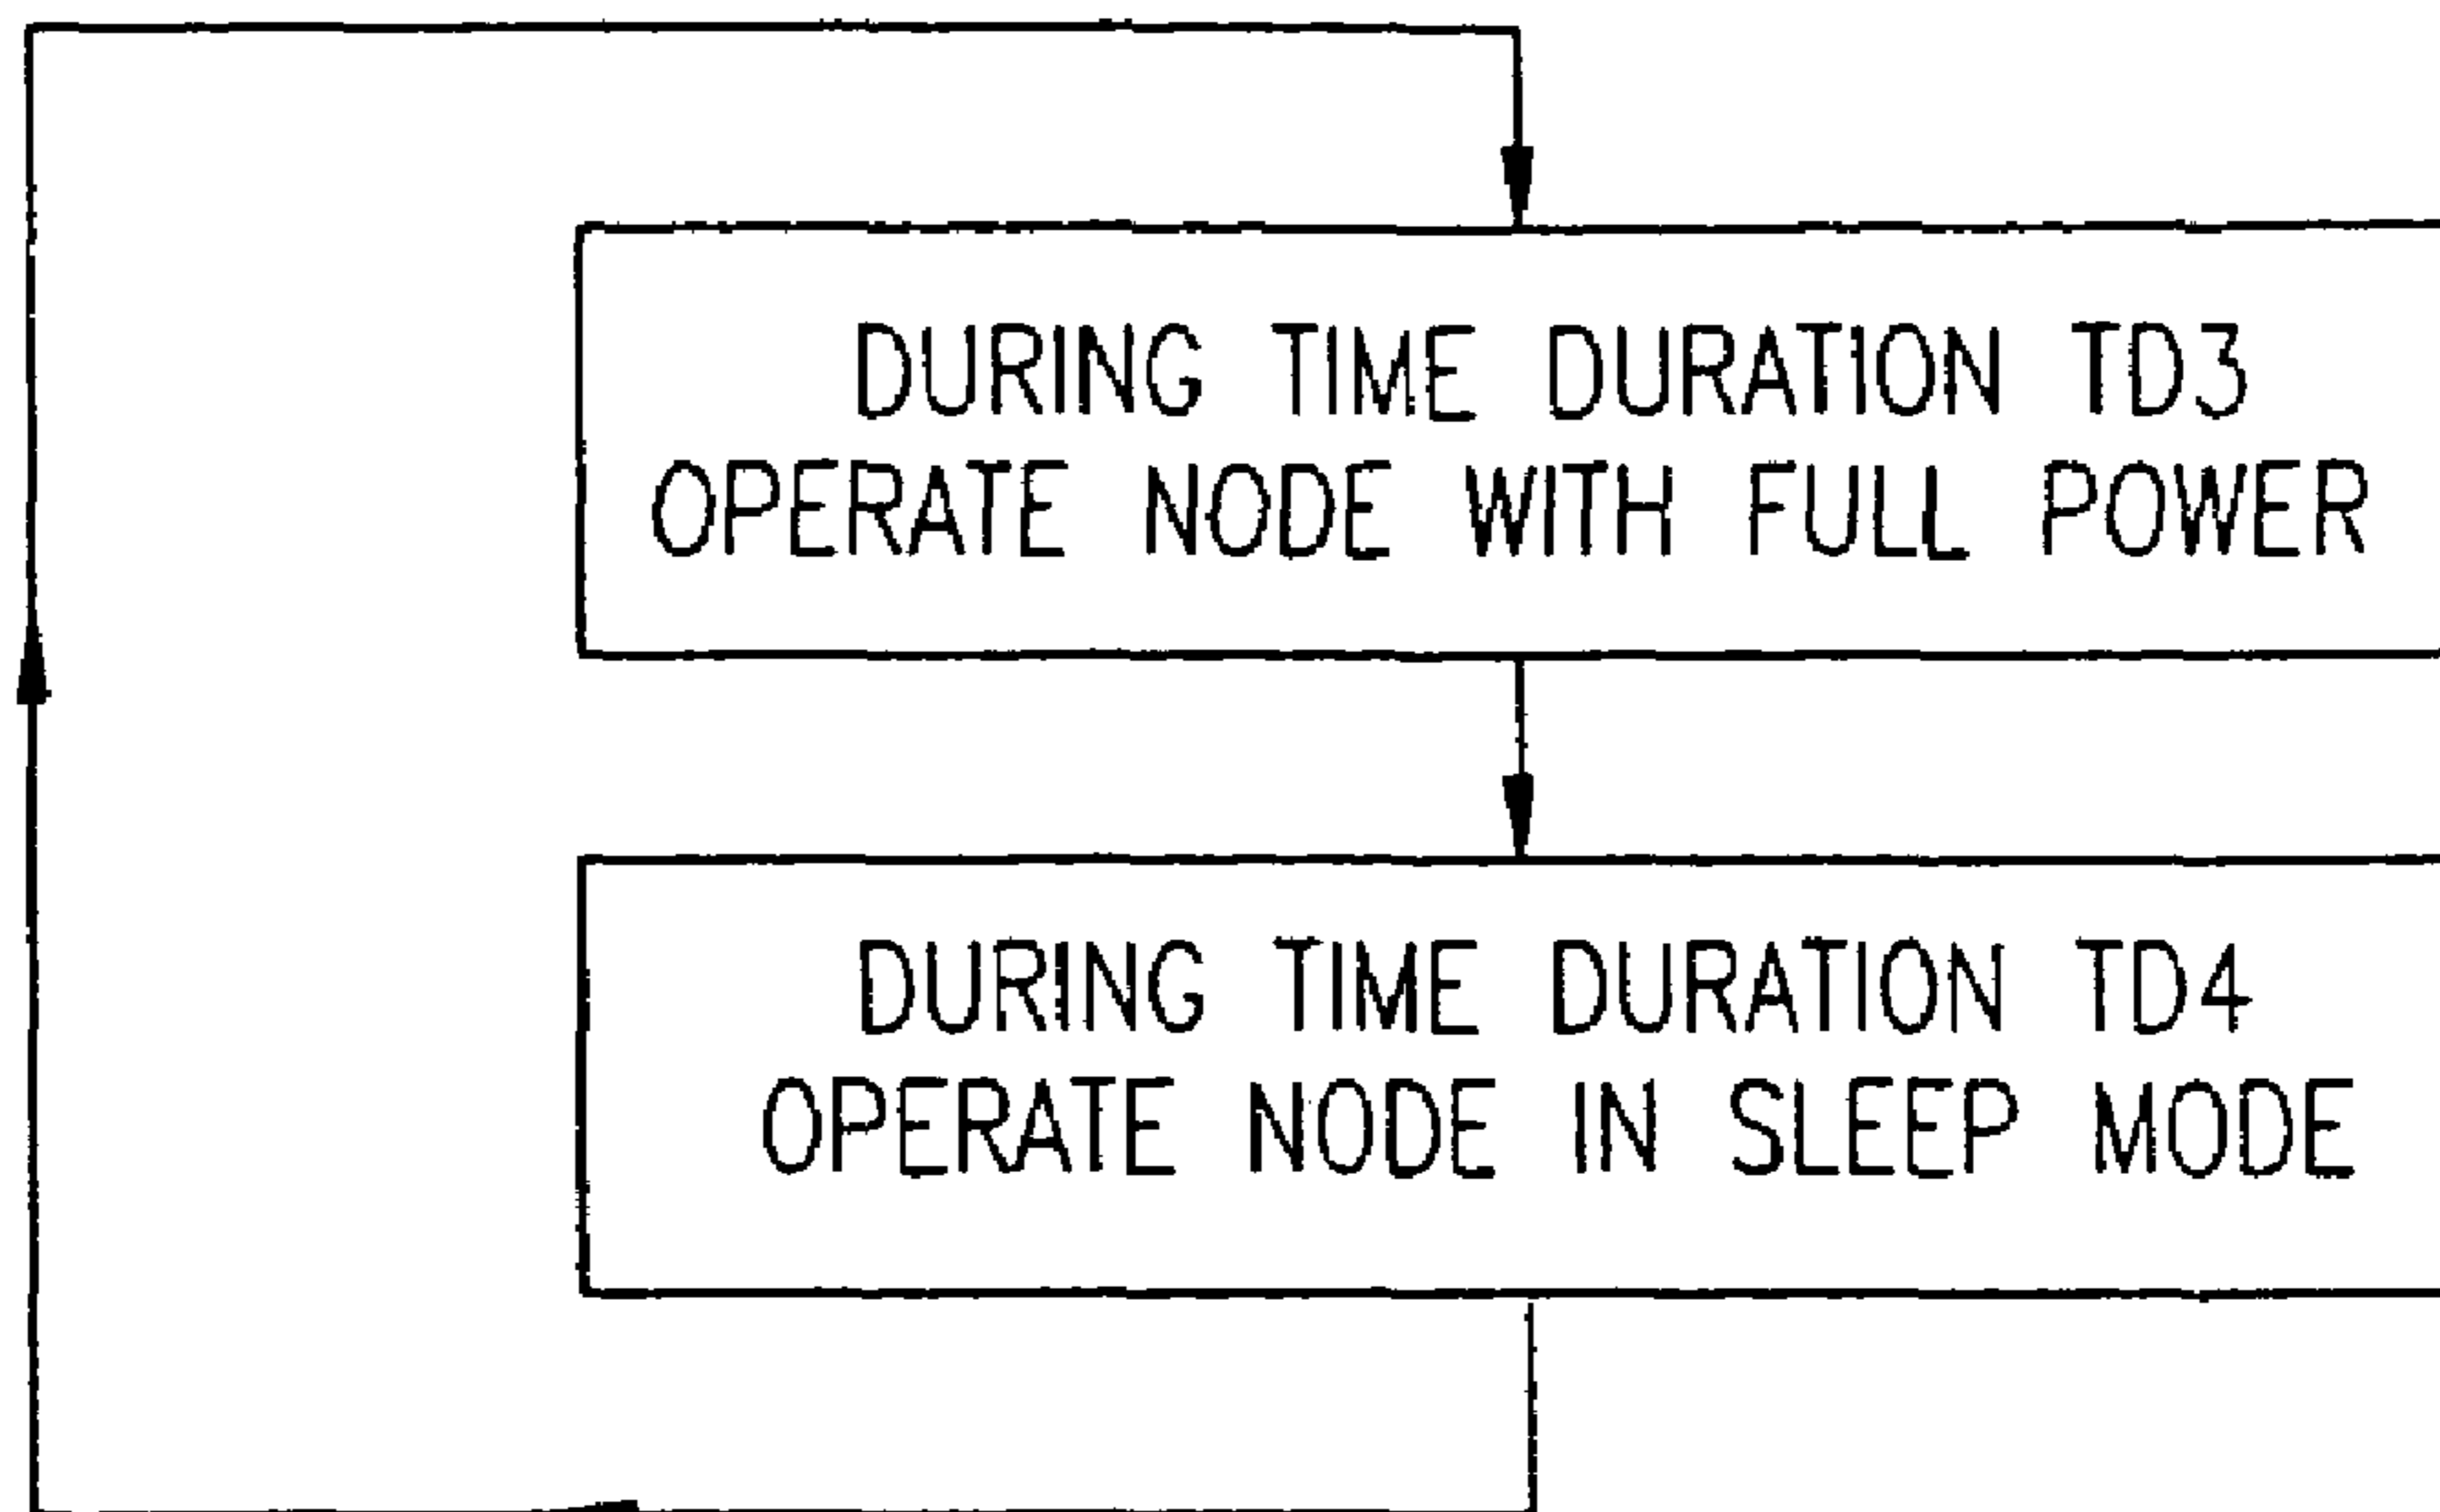 DURING TIME DURATION TD3
OPERATE NODE WITH FULL POWER
DURING TIME DURATION TD4
OPERATE NODE IN SLEEP MODE